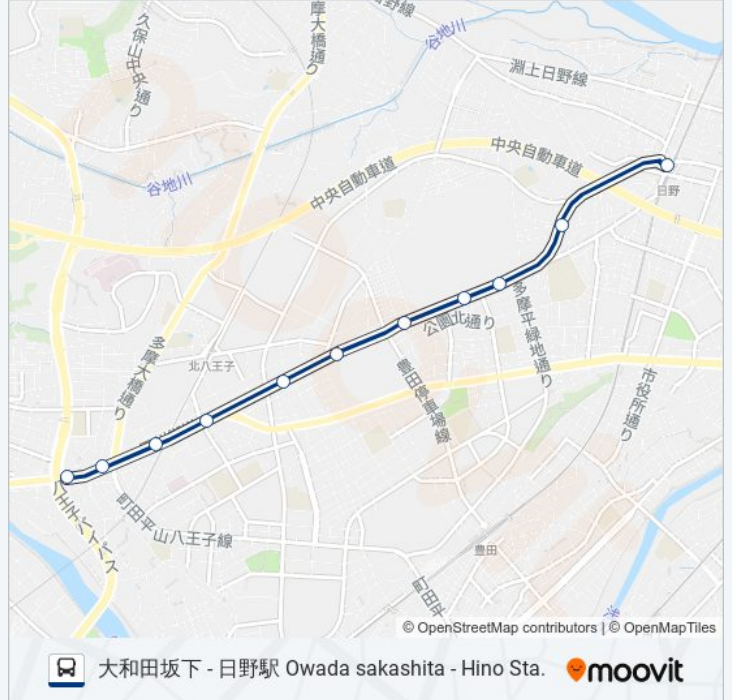 野線
久保山中央通り
摩大橋通り
谷地川
淵上日野線
中央自動車道
中央自動車道
谷地川
日野
多摩大橋通り
北八王子
公園北通り
多摩平緑地通り
豊田停車場線
市役所通り
八王子バイパス
町田平山八王子線
豊田
町田平
浅
© OpenStreetMap contributors | © OpenMapTiles
大和田坂下 - 日野駅 Owada sakashita - Hino Sta.
moovit